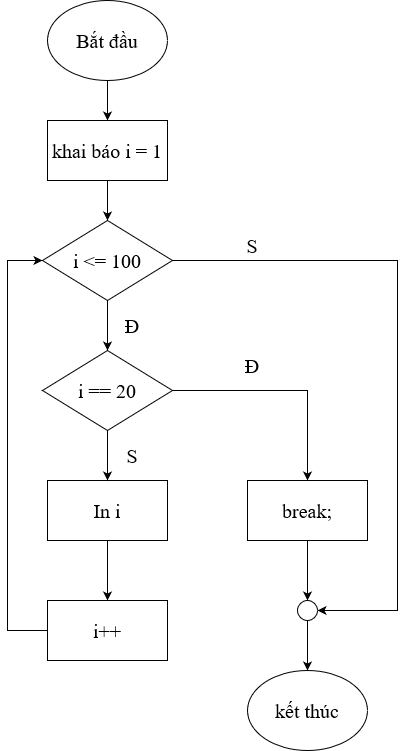 Bắt đầu
khai báo i = 1
i <= 100
S
Đ
i == 20
Đ
S
In i
break;
i++
kết thúc